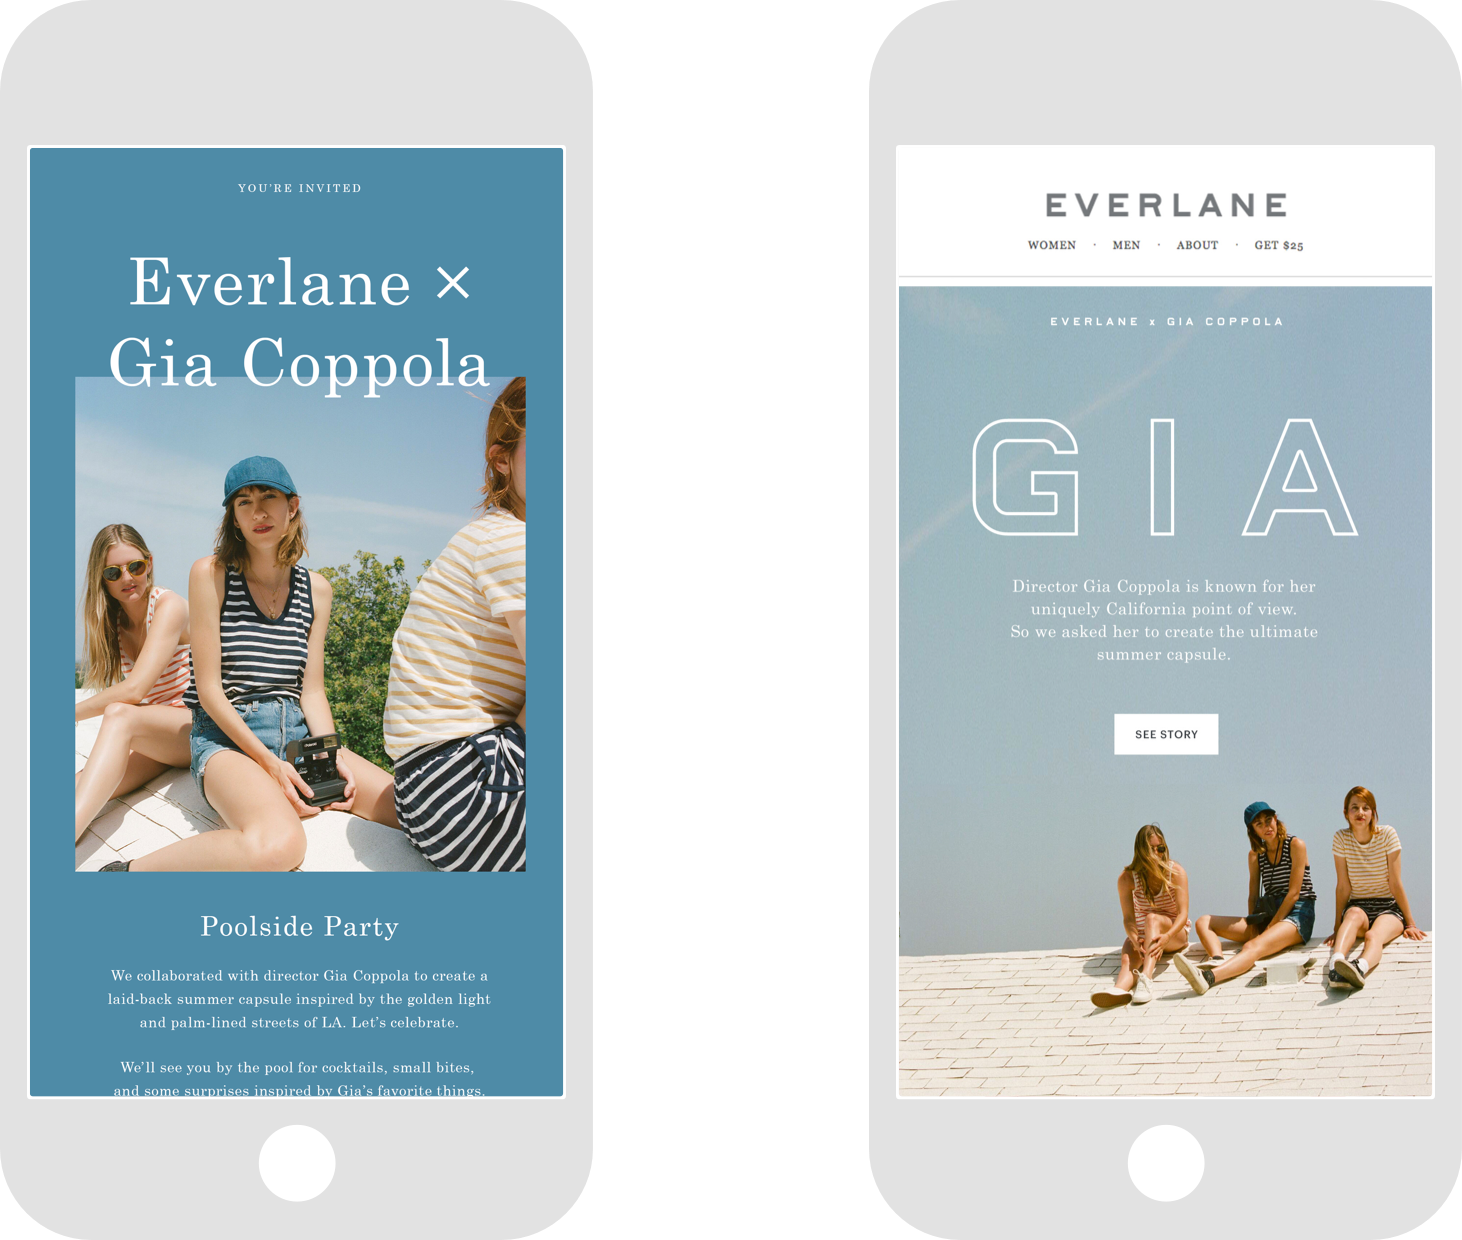 YOU'RE INVITED
Everlane ×
Gia Coppola
Poolside Party
We collaborated with director Gia Coppola to create a
laid-back summer capsule inspired by the golden light
and palm-lined streets of LA. Let’s celebrate.
We’ll see you by the pool for cocktails, small bites,
and some surprises inspired by Gia’s favorite things.
EVERLANE
WOMEN · MEN · ABOUT · GET $25
EVERLANE x GIA COPPOLA
GIA
Director Gia Coppola is known for her
uniquely California point of view.
So we asked her to create the ultimate
summer capsule.
SEE STORY